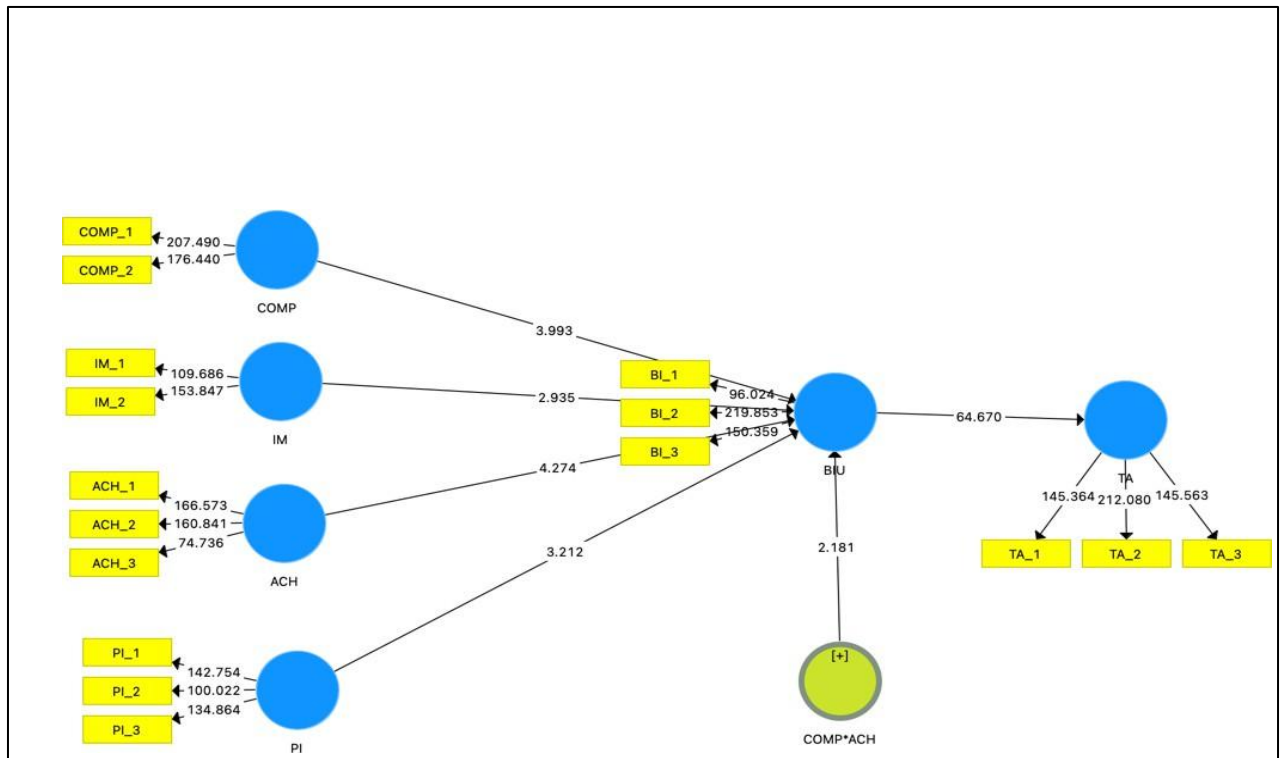 COMP_1
207.490
COMP_2
176.440
COMP
3.993
IM_1
109.686
IM_2
153.847
IM
2.935
ACH_1
166.573
ACH_2
160.841
ACH_3
74.736
ACH
4.274
PI_1
142.754
PI_2
100.022
PI_3
134.864
PI
3.212
BI_1
96.024
BI_2
219.853
BI_3
150.359
BIU
64.670
TA
145.364
212.080
145.563
TA_1
TA_2
TA_3
2.181
[+]
COMP*ACH